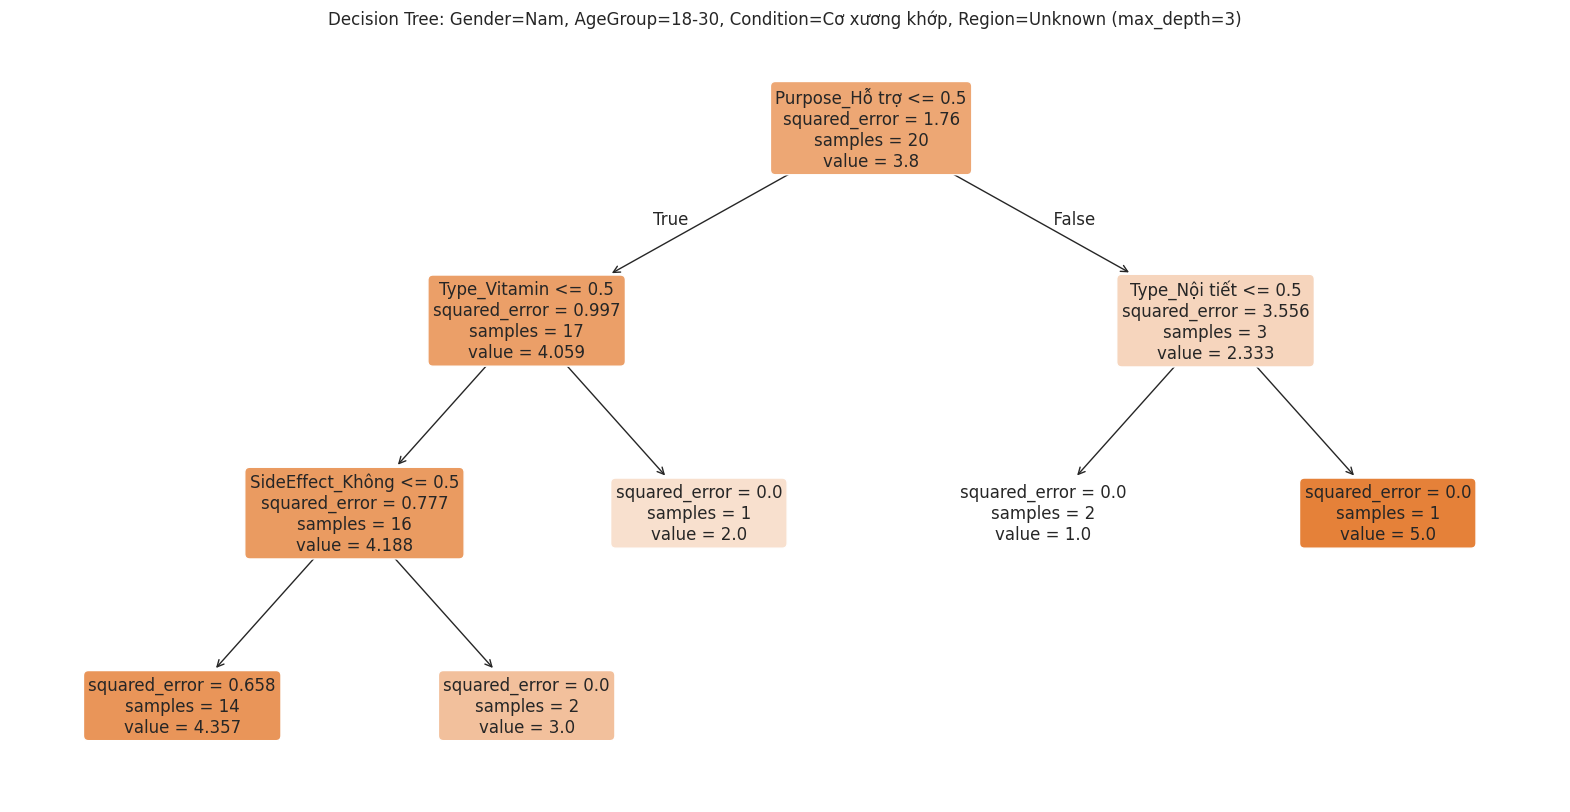 Decision Tree: Gender=Nam, AgeGroup=18-30, Condition=Cơ xương khớp, Region=Unknown (max_depth=3)
Purpose_Hỗ trợ <= 0.5
squared_error = 1.76
samples = 20
value = 3.8
True
False
Type_Vitamin <= 0.5
squared_error = 0.997
samples = 17
value = 4.059
Type_Nội tiết <= 0.5
squared_error = 3.556
samples = 3
value = 2.333
SideEffect_Không <= 0.5
squared_error = 0.777
samples = 16
value = 4.188
squared_error = 0.0
samples = 1
value = 2.0
squared_error = 0.0
samples = 2
value = 1.0
squared_error = 0.0
samples = 1
value = 5.0
squared_error = 0.658
samples = 14
value = 4.357
squared_error = 0.0
samples = 2
value = 3.0